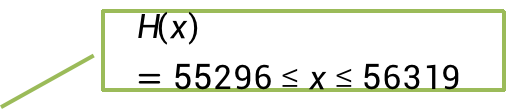 H(x)
= 55296 ≤ x ≤ 56319